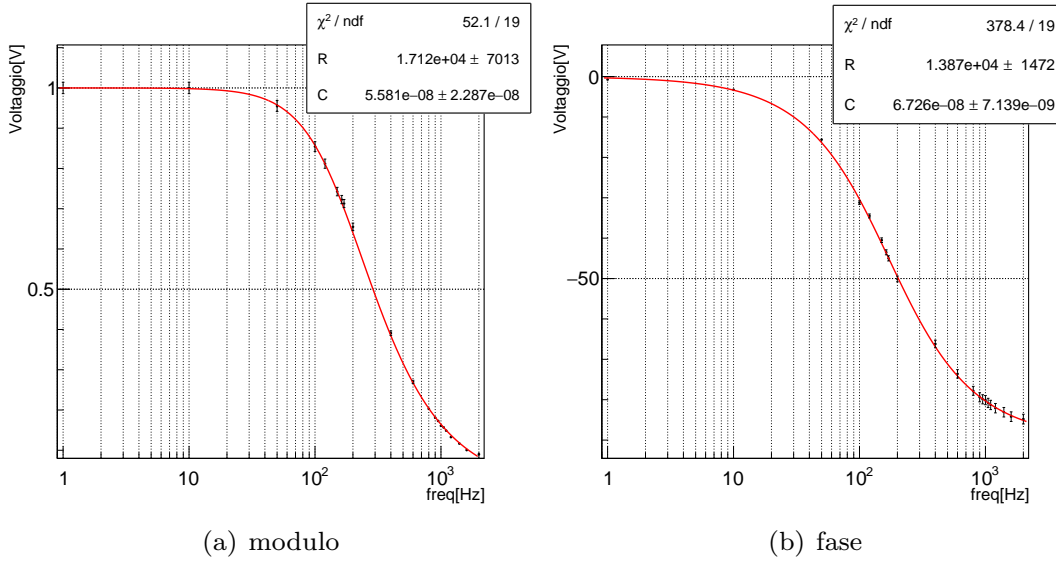 χ² / ndf 52.1 / 19
R 1.712e+04 ± 7013
C 5.581e−08 ± 2.287e−08
Voltaggio[V]
1
0.5
1 10 10² 10³
freq[Hz]
(a) modulo
χ² / ndf 378.4 / 19
R 1.387e+04 ± 1472
C 6.726e−08 ± 7.139e−09
Voltaggio[V]
0
−50
1 10 10² 10³
freq[Hz]
(b) fase